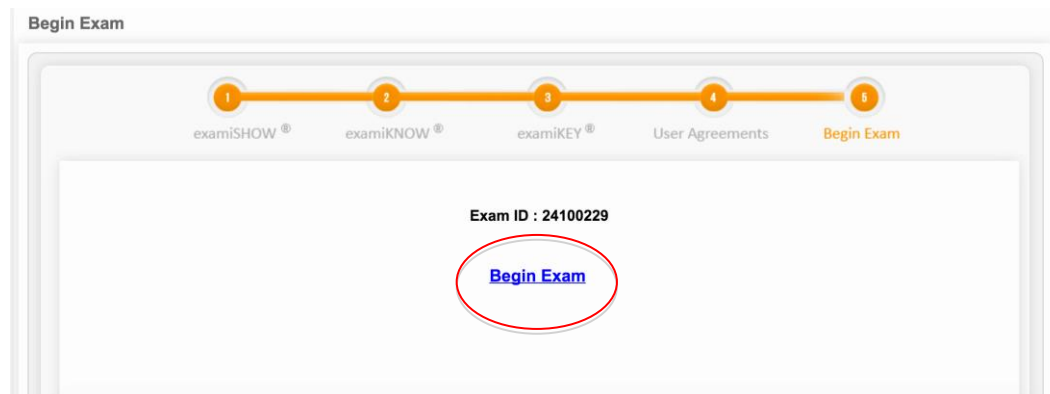 Begin Exam
1 2 3 4 5
examiSHOW ® examiKNOW ® examiKEY ® User Agreements Begin Exam
Exam ID : 24100229
Begin Exam